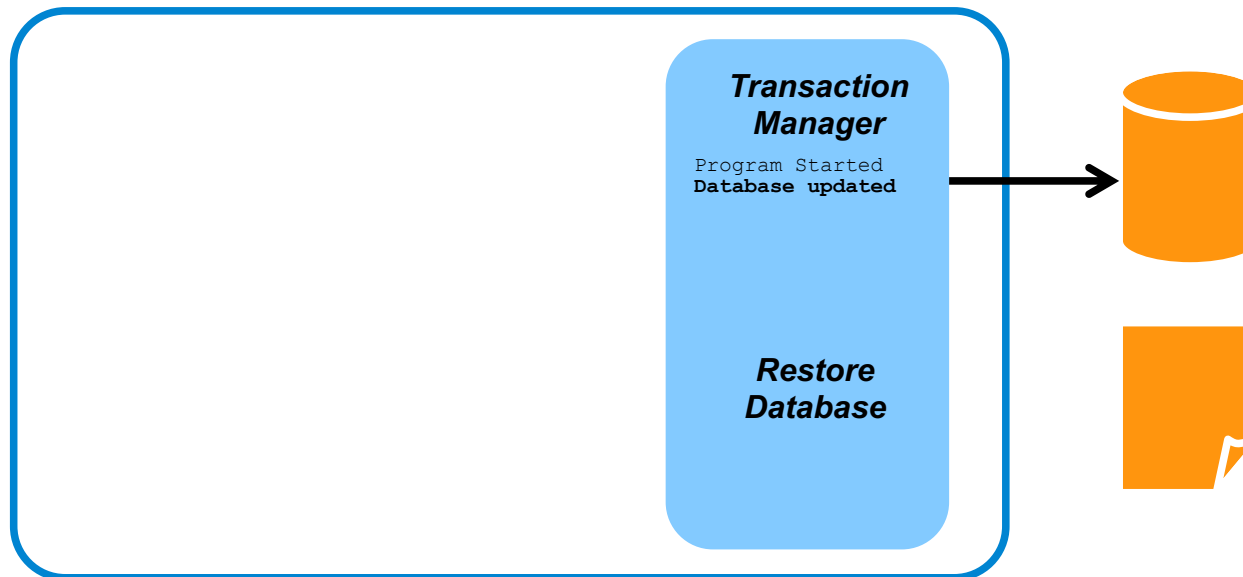 Transaction
Manager
Program Started
Database updated
Restore
Database